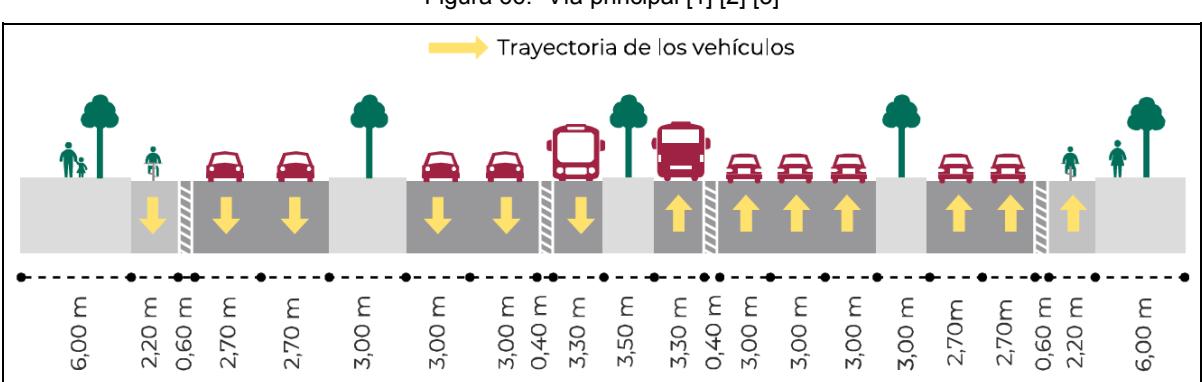 Figura 66. Vía principal [1] [2] [3]
Trayectoria de los vehículos
6,00 m
2,20 m
0,60 m
2,70 m
2,70 m
3,00 m
3,00 m
3,00 m
0,40 m
3,30 m
3,50 m
3,30 m
0,40 m
3,00 m
3,00 m
3,00 m
3,00 m
2,70m
2,70m
0,60 m
2,20 m
6,00 m